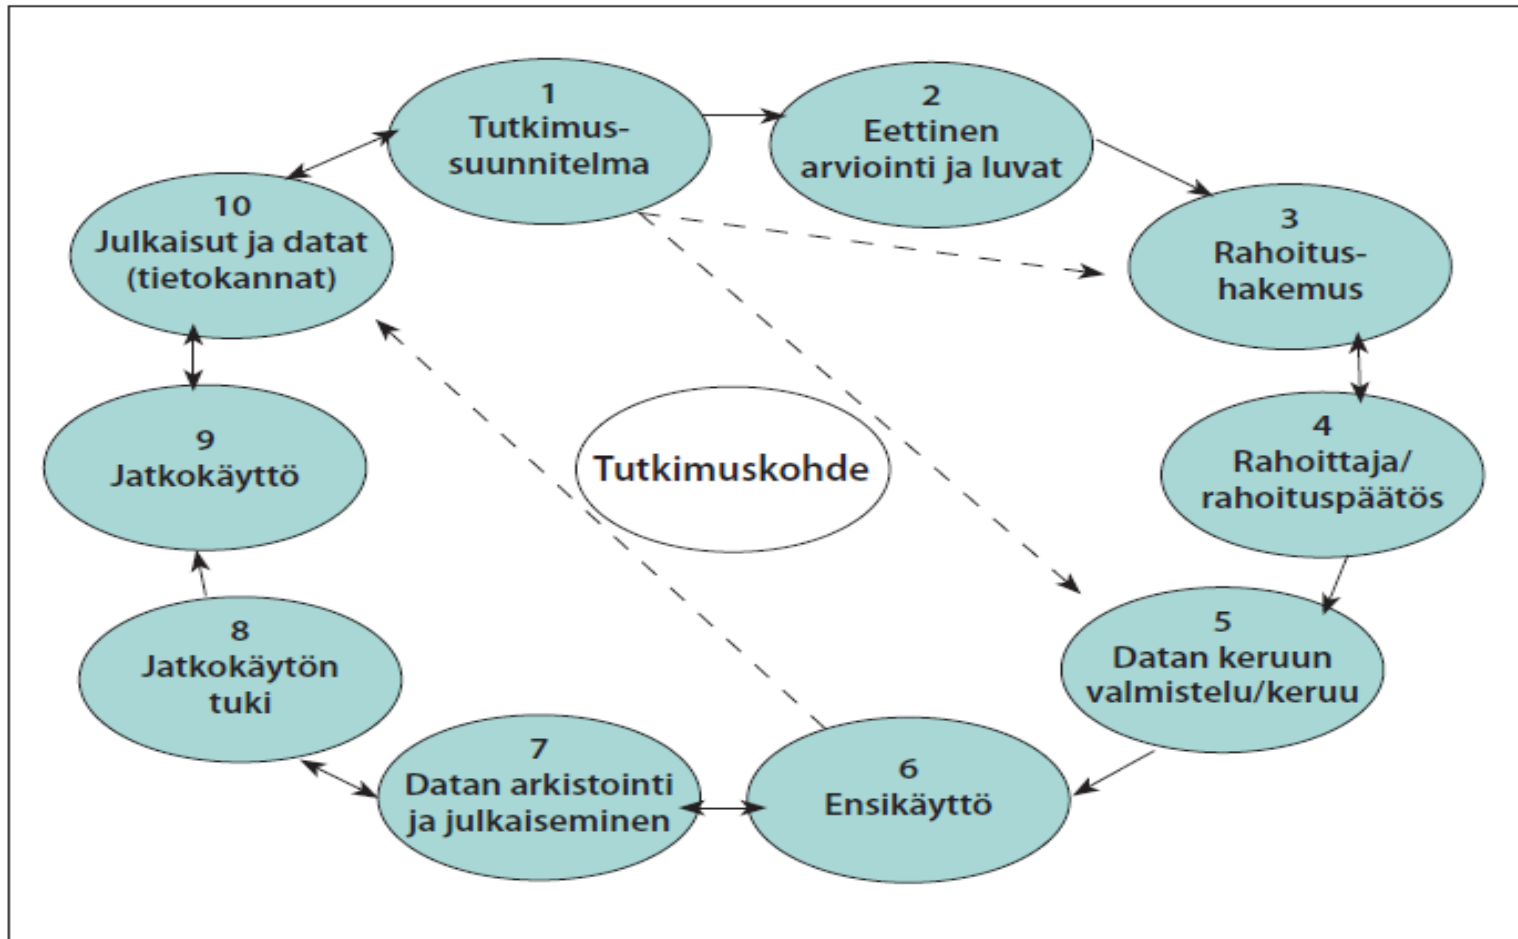 1
Tutkimus-
suunnitelma
2
Eettinen
arviointi ja luvat
3
Rahoitus-
hakemus
4
Rahoittaja/
rahoituspäätös
5
Datan keruun
valmistelu/keruu
6
Ensikäyttö
7
Datan arkistointi
ja julkaiseminen
8
Jatkokäytön
tuki
9
Jatkokäyttö
10
Julkaisut ja datat
(tietokannat)
Tutkimuskohde